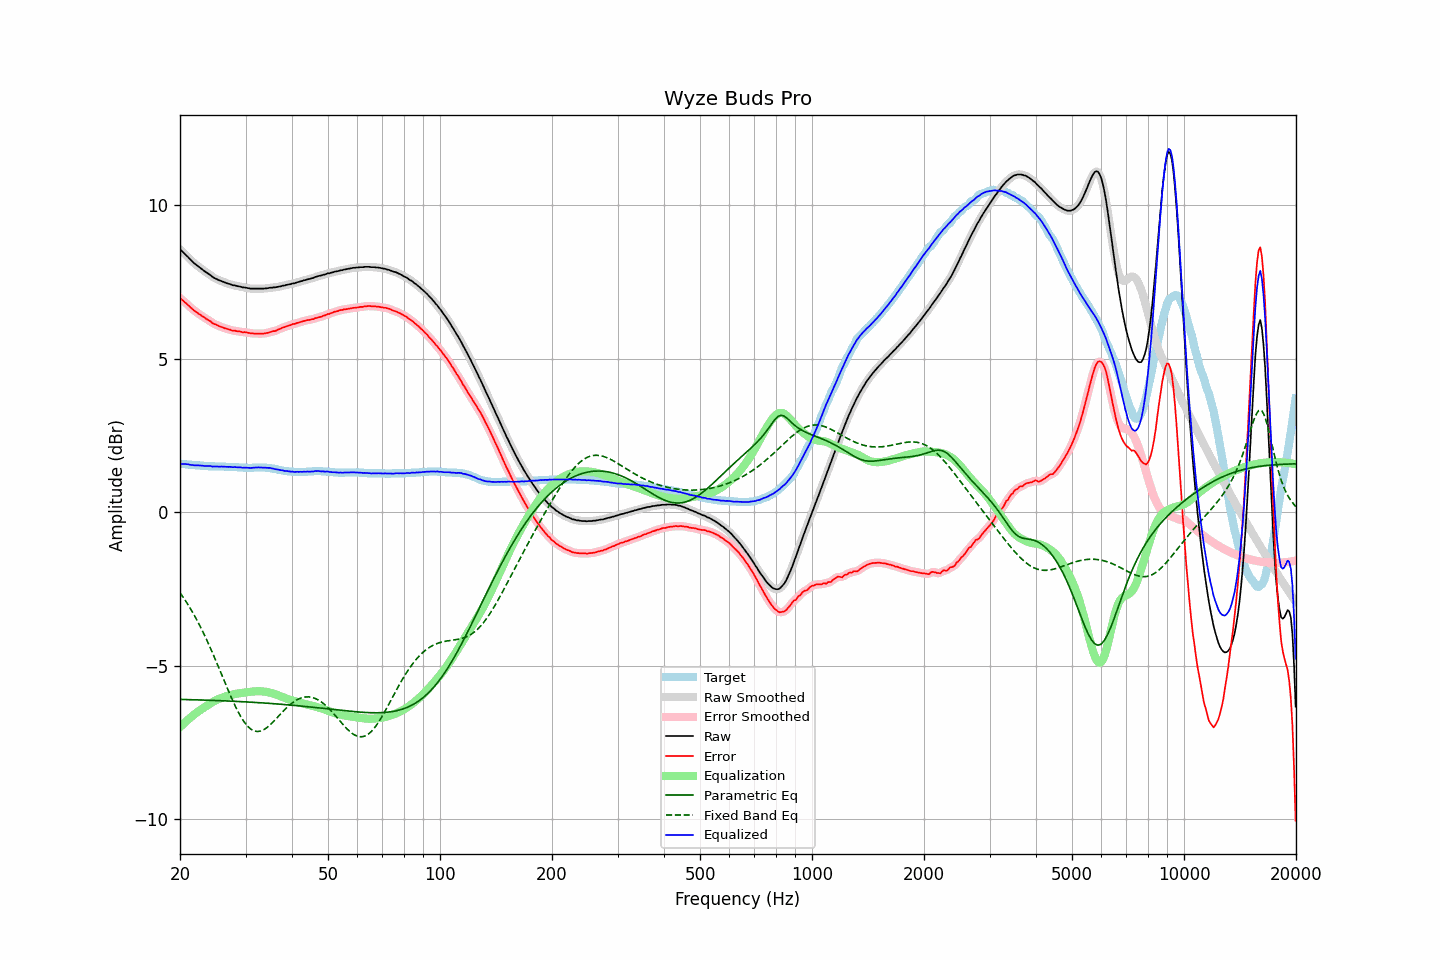 Wyze Buds Pro
Amplitude (dBr)
10
5
0
−5
−10
Target
Raw Smoothed
Error Smoothed
Raw
Error
Equalization
Parametric Eq
Fixed Band Eq
Equalized
20
50
100
200
500
1000
2000
5000
10000
20000
Frequency (Hz)